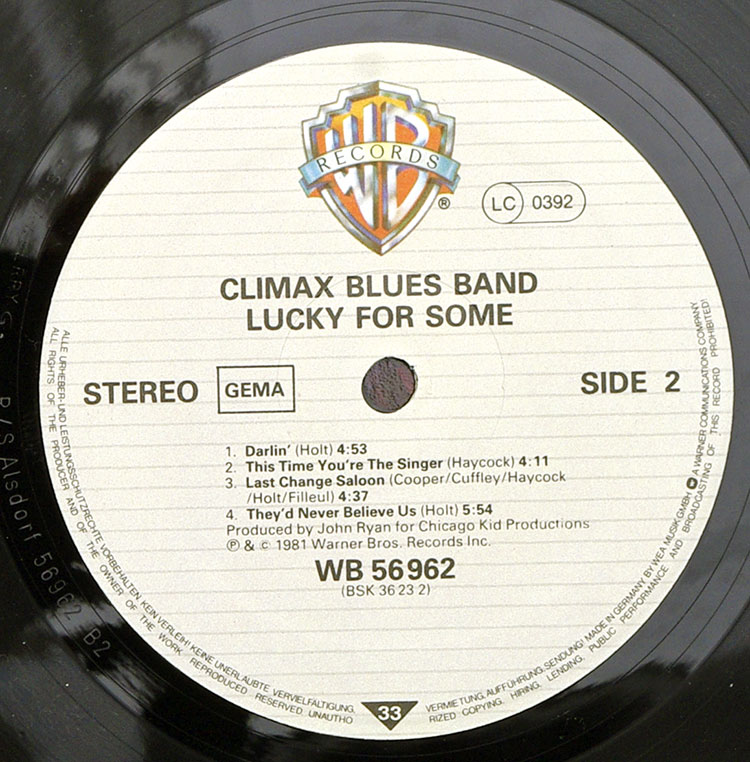 WB
RECORDS
®
LC 0392
CLIMAX BLUES BAND
LUCKY FOR SOME
STEREO
GEMA
SIDE 2
1. Darlin' (Holt) 4:53
2. This Time You're The Singer (Haycock) 4:11
3. Last Change Saloon (Cooper/Cuffley/Haycock
/Holt/Filleul) 4:37
4. They'd Never Believe Us (Holt) 5:54
Produced by John Ryan for Chicago Kid Productions
℗ & © 1981 Warner Bros. Records Inc.
WB 56962
(BSK 36 23 2)
33
ALLE URHEBER- UND LEISTUNGSSCHUTZRECHTE VORBEHALTEN. KEIN VERLEIH! KEINE UNERLAUBTE VERVIELFÄLTIGUNG,
VERMIETUNG, AUFFÜHRUNG, SENDUNG! MADE IN GERMANY BY WEA MUSIK GMBH A WARNER COMMUNICATIONS COMPANY
ALL RIGHTS OF THE PRODUCER AND OF THE OWNER OF THE WORK REPRODUCED RESERVED UNAUTHO
RIZED COPYING, HIRING, LENDING, PUBLIC PERFORMANCE AND BROADCASTING OF THIS RECORD PROHIBITED!
R/S Alsdorf 56962 B2